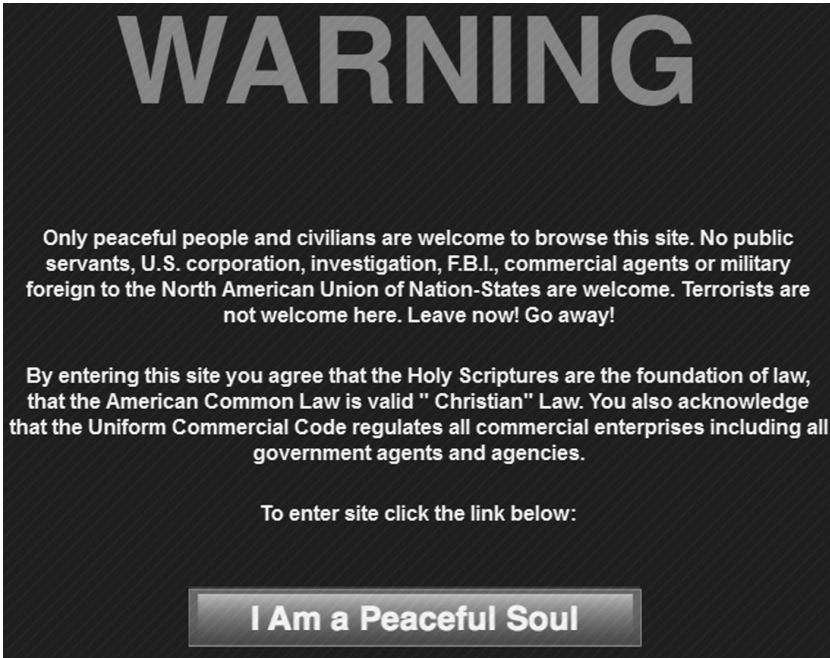 WARNING
Only peaceful people and civilians are welcome to browse this site. No public
servants, U.S. corporation, investigation, F.B.I., commercial agents or military
foreign to the North American Union of Nation-States are welcome. Terrorists are
not welcome here. Leave now! Go away!
By entering this site you agree that the Holy Scriptures are the foundation of law,
that the American Common Law is valid " Christian" Law. You also acknowledge
that the Uniform Commercial Code regulates all commercial enterprises including all
government agents and agencies.
To enter site click the link below:
I Am a Peaceful Soul